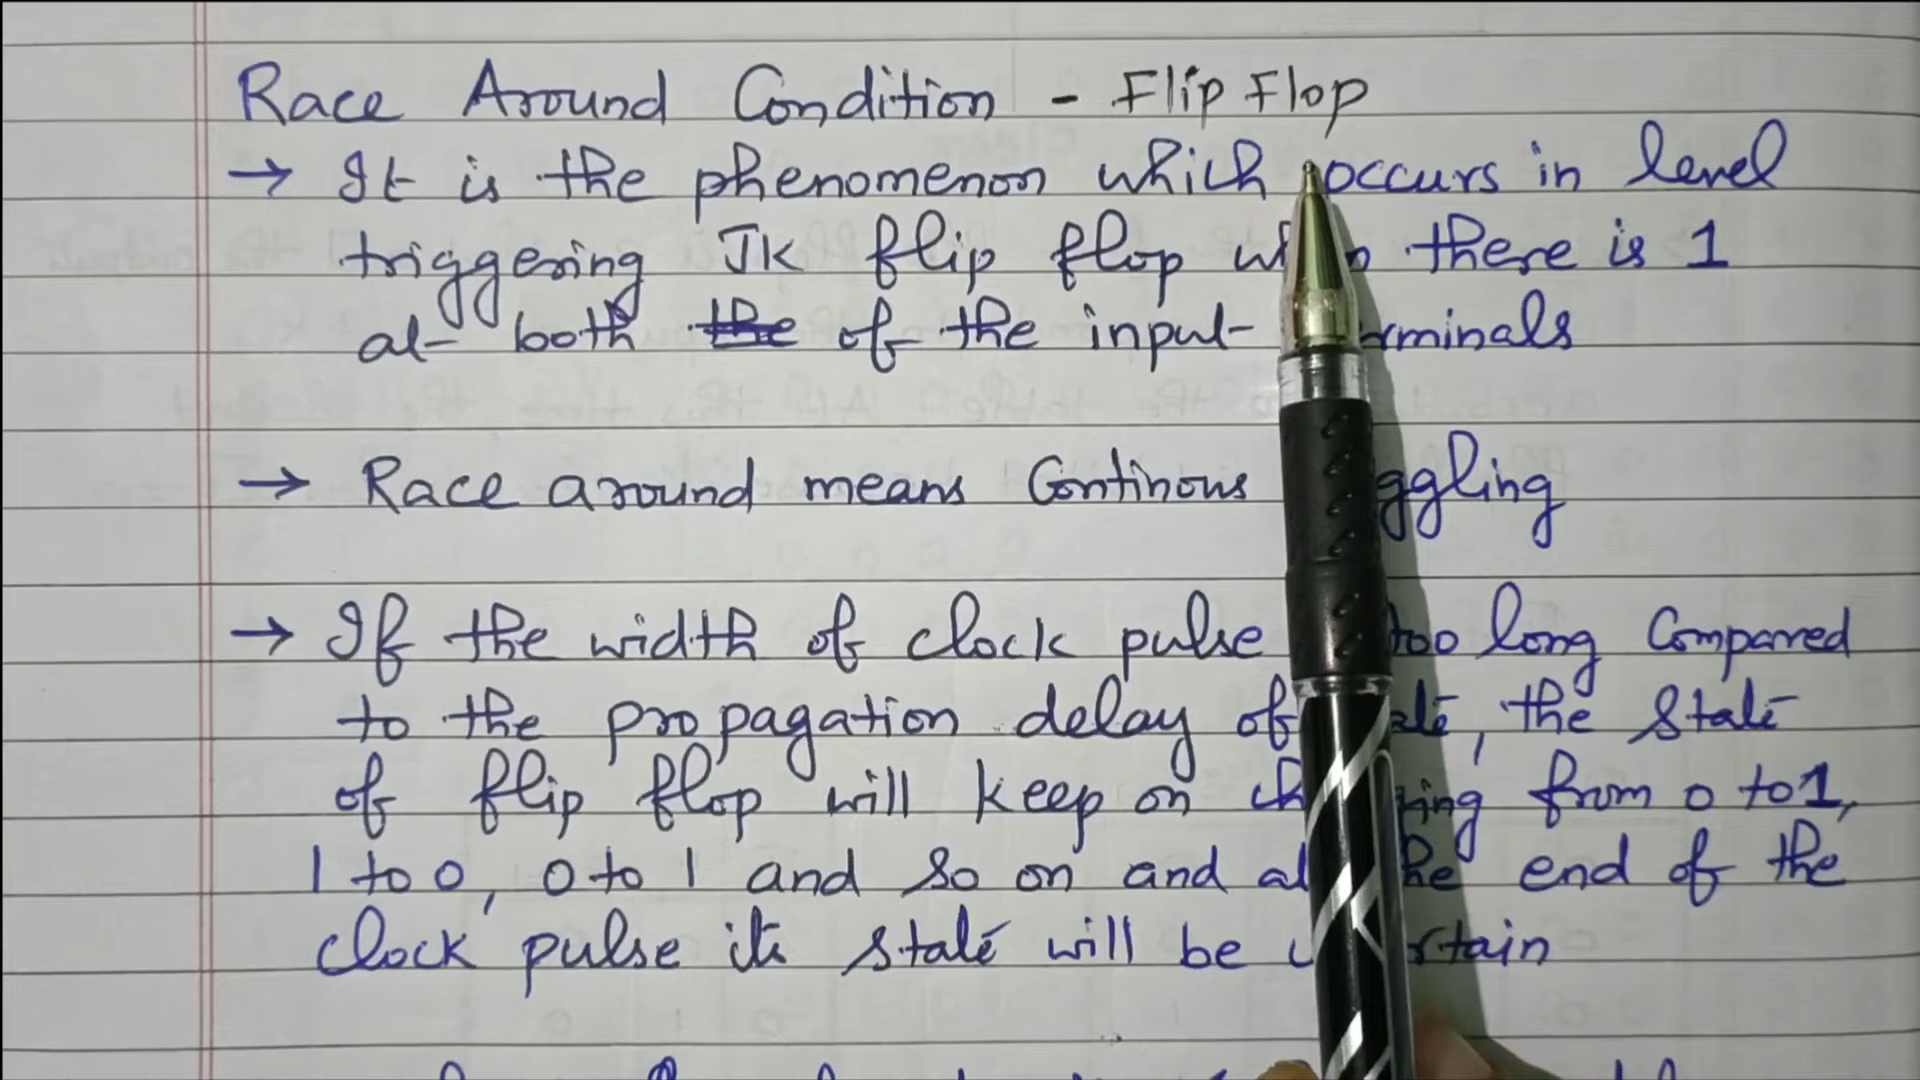 Race Around Condition - Flip Flop
→ It is the phenomenon which occurs in level
triggering JK flip flop there is 1
at both the of the input
→ Race around means Continous
→ If the width of clock pulse too long Compared
to the propagation delay of the state
of flip flop will keep on from 0 to 1,
1 to 0, 0 to 1 and so on and at end of the
clock pulse its state will be